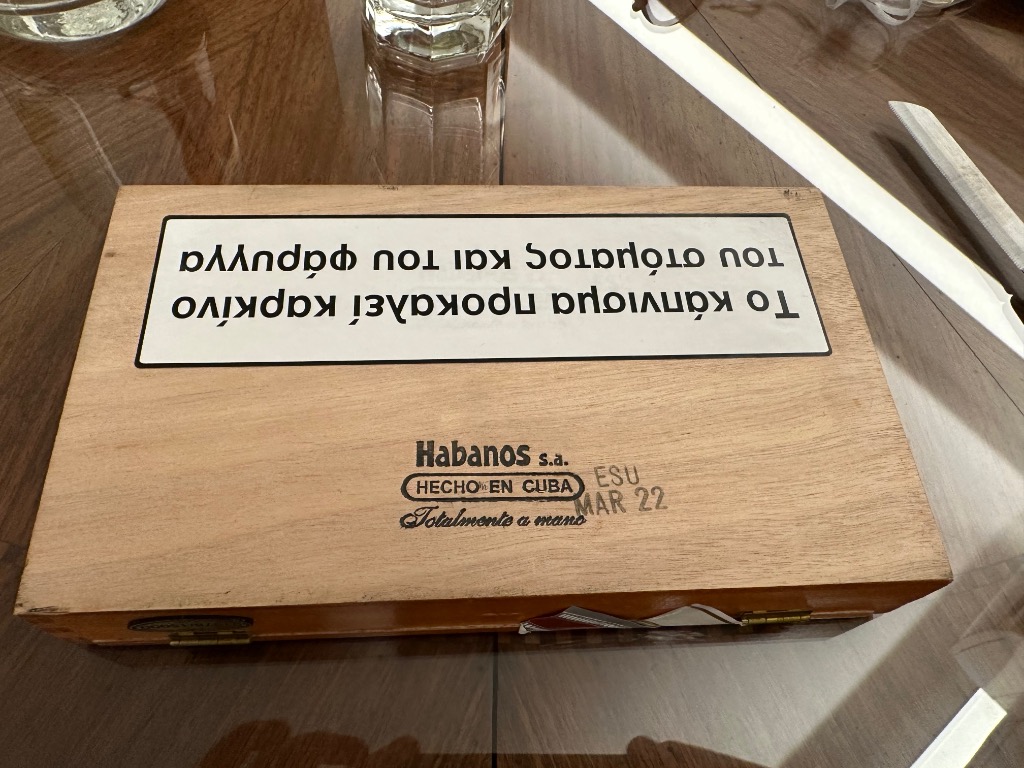 Το κάπνισμα προκαλεί καρκίνο
του στόματος και του φάρυγγα
Habanos s.a.
HECHO EN CUBA
Totalmente a mano
ESU
MAR 22